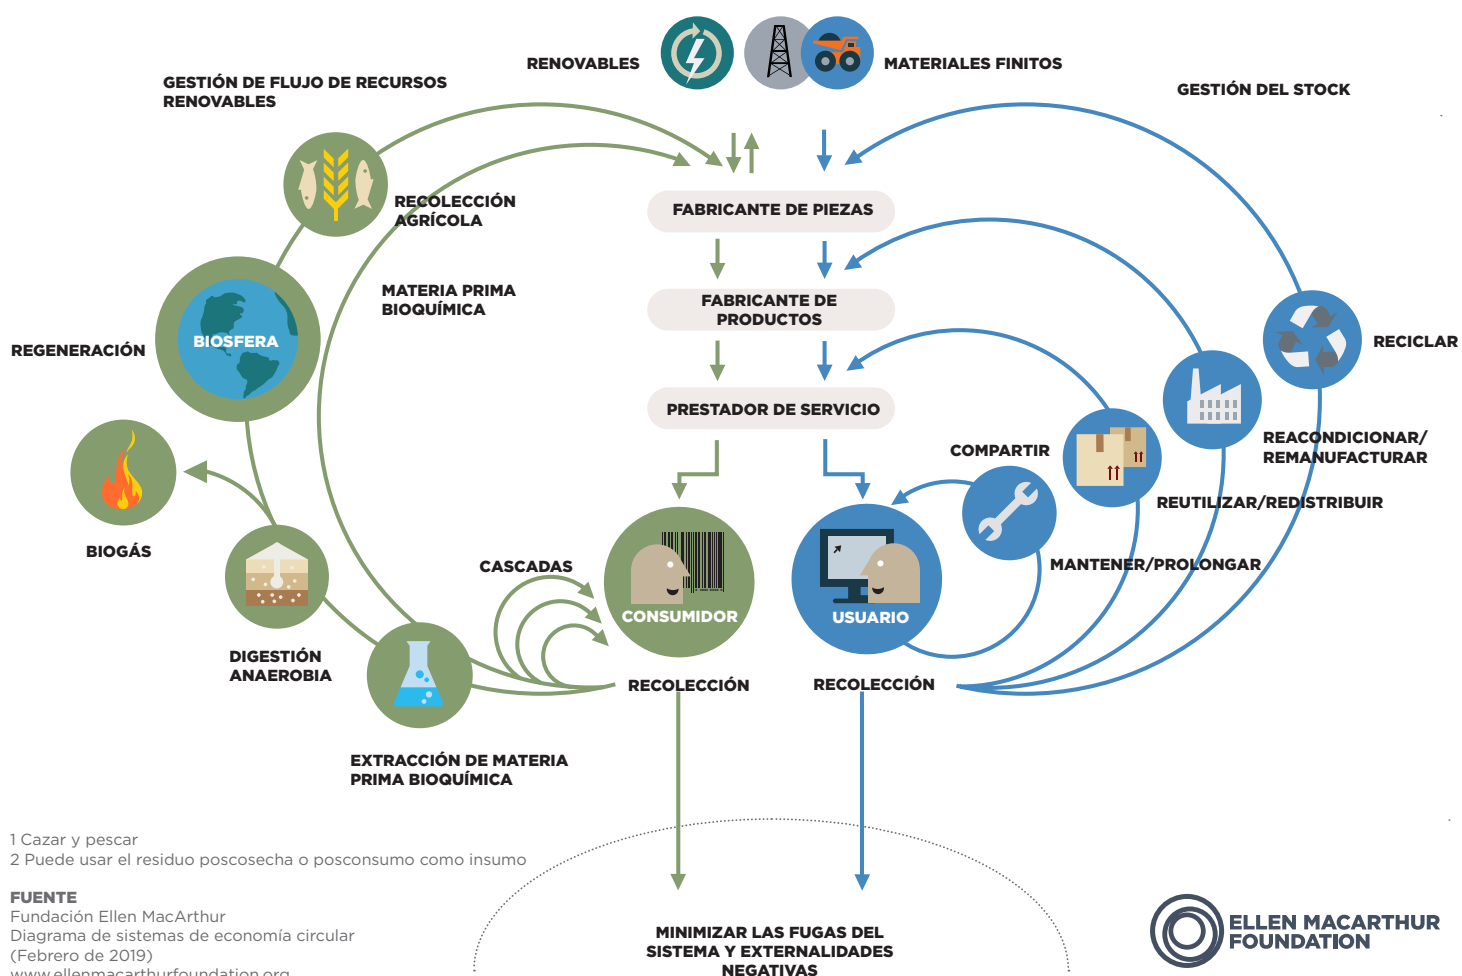 RENOVABLES
MATERIALES FINITOS
GESTIÓN DE FLUJO DE RECURSOS
RENOVABLES
GESTIÓN DEL STOCK
RECOLECCIÓN
AGRÍCOLA
FABRICANTE DE PIEZAS
MATERIA PRIMA
BIOQUÍMICA
FABRICANTE DE
PRODUCTOS
REGENERACIÓN
BIOSFERA
RECICLAR
PRESTADOR DE SERVICIO
COMPARTIR
REACONDICIONAR/
REMANUFACTURAR
REUTILIZAR/REDISTRIBUIR
BIOGÁS
CASCADAS
MANTENER/PROLONGAR
CONSUMIDOR
USUARIO
DIGESTIÓN
ANAEROBIA
RECOLECCIÓN
RECOLECCIÓN
EXTRACCIÓN DE MATERIA
PRIMA BIOQUÍMICA
1 Cazar y pescar
2 Puede usar el residuo poscosecha o posconsumo como insumo
FUENTE
Fundación Ellen MacArthur
Diagrama de sistemas de economía circular
(Febrero de 2019)
www.ellenmacarthurfoundation.org
MINIMIZAR LAS FUGAS DEL
SISTEMA Y EXTERNALIDADES
NEGATIVAS
ELLEN MACARTHUR
FOUNDATION